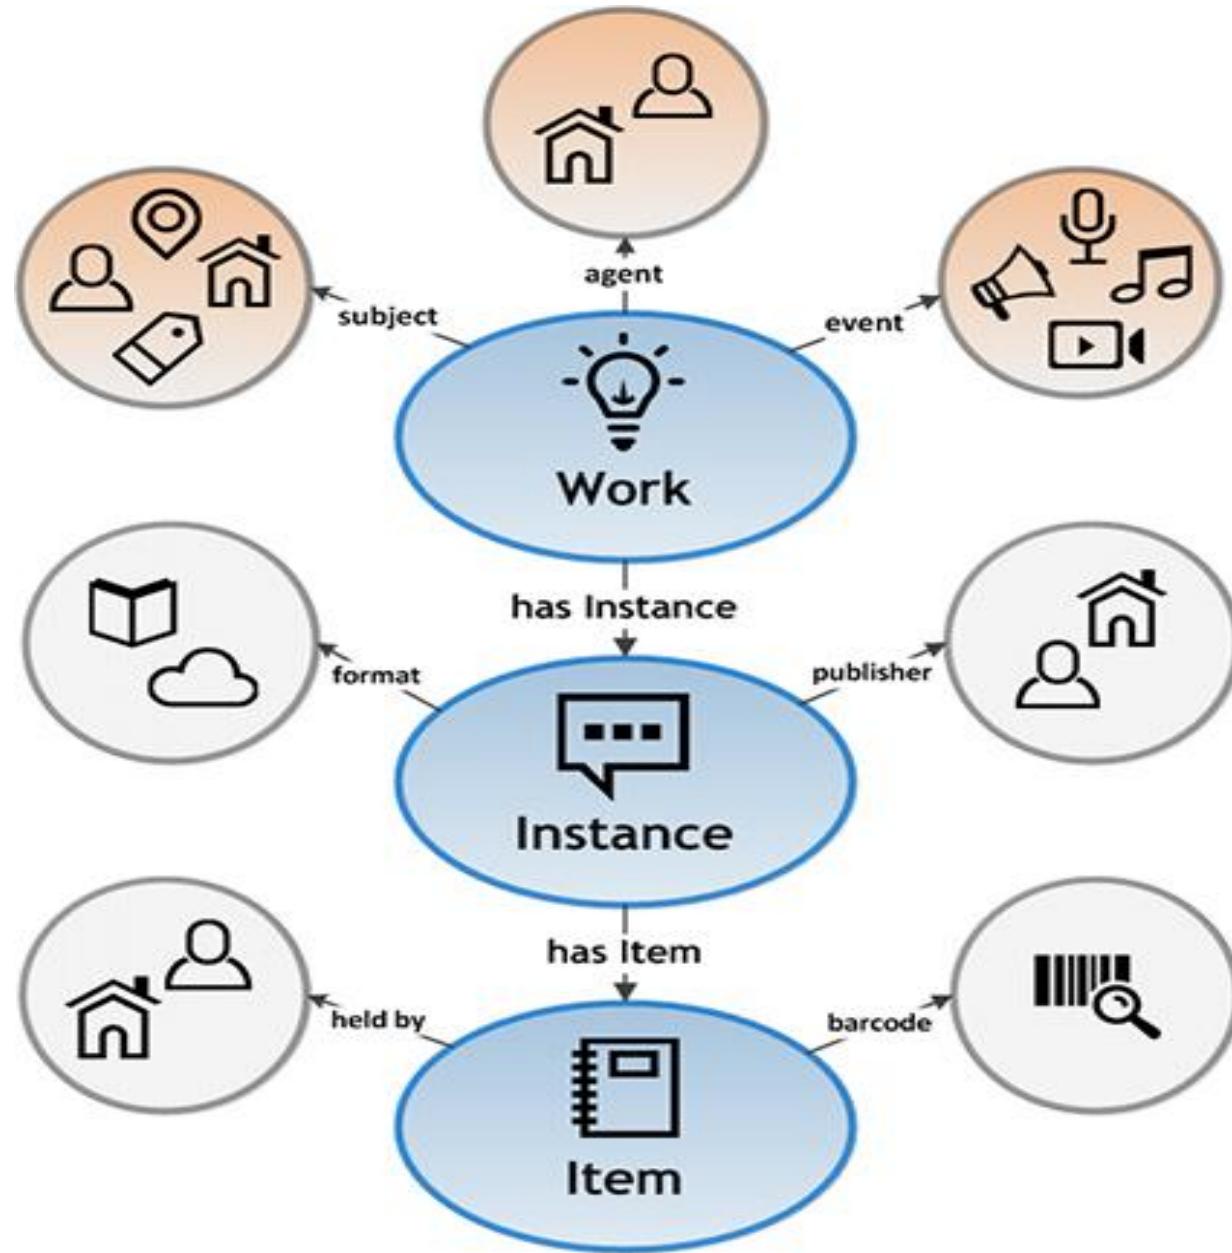 agent
subject
event
Work
has Instance
format
publisher
Instance
has Item
held by
barcode
Item